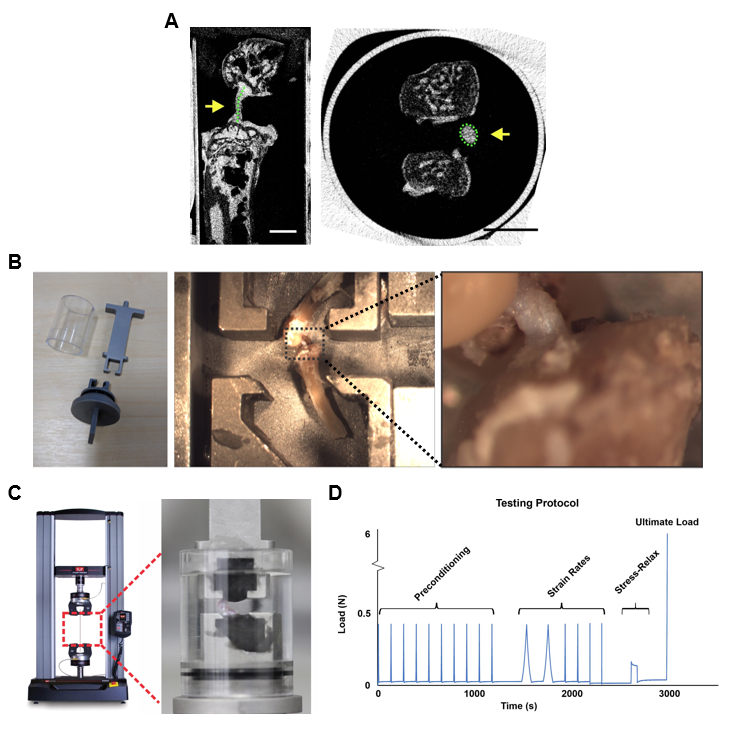 A
B
C
D
Testing Protocol
Ultimate Load
6
Preconditioning
Strain Rates
Stress-Relax
Load (N)
0.5
0
0
1000
2000
3000
Time (s)